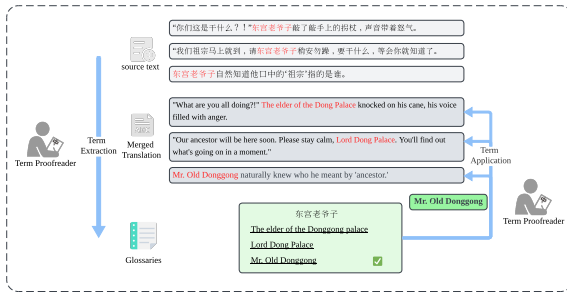 “你们这是干什么？！”东宫老爷子敲了敲手上的拐杖，声音带着怒气。
“我们祖宗马上就到，请东宫老爷子稍安勿躁，要干什么，等会你就知道了。
东宫老爷子自然知道他口中的‘祖宗’指的是谁。
source text
"What are you all doing?!" The elder of the Dong Palace knocked on his cane, his voice
filled with anger.
"Our ancestor will be here soon. Please stay calm, Lord Dong Palace. You'll find out
what's going on in a moment."
Mr. Old Donggong naturally knew who he meant by 'ancestor.'
Merged
Translation
Term Proofreader
Term
Extraction
Term
Application
Mr. Old Donggong
Term Proofreader
东宫老爷子
The elder of the Donggong palace
Lord Dong Palace
Mr. Old Donggong
Glossaries